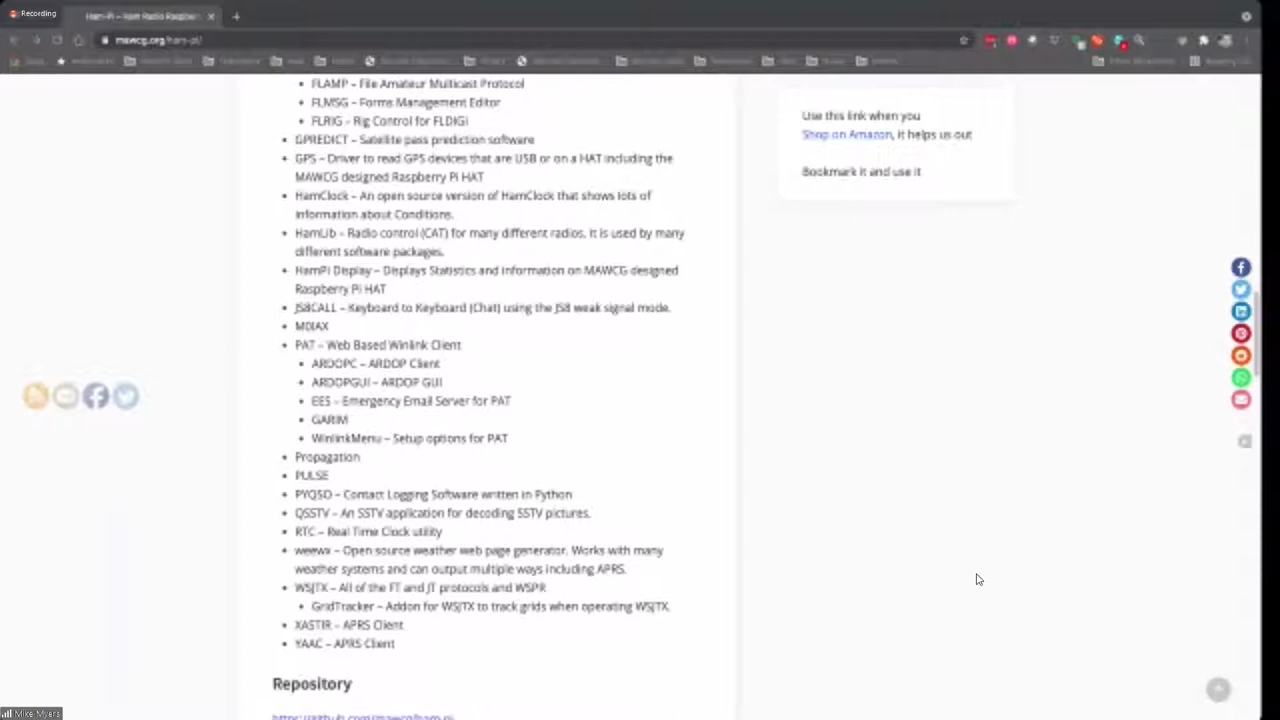 Recording
Ham-Pi – Ham Radio Raspber
mawcg.org/ham-pi/
FLAMP – File Amateur Multicast Protocol
FLMSG – Forms Management Editor
FLRIG – Rig Control for FLDIGI
GPREDICT – Satellite pass prediction software
GPS – Driver to read GPS devices that are USB or on a HAT including the
MAWCG designed Raspberry Pi HAT
HamClock – An open source version of HamClock that shows lots of
information about Conditions.
HamLib – Radio control (CAT) for many different radios. It is used by many
different software packages.
HamPi Display – Displays Statistics and information on MAWCG designed
Raspberry Pi HAT
JS8CALL – Keyboard to Keyboard (Chat) using the JS8 weak signal mode.
PAT – Web Based Winlink Client
ARDOPC – ARDOP Client
ARDOPGUI – ARDOP GUI
EES – Emergency Email Server for PAT
GARIM
WinlinkMenu – Setup options for PAT
Propagation
PULSE
PYQSO – Contact Logging Software written in Python
QSSTV – An SSTV application for decoding SSTV pictures.
RTC – Real Time Clock utility
weewx – Open source weather web page generator. Works with many
weather systems and can output multiple ways including APRS.
WSJTX – All of the FT and JT protocols and WSPR
GridTracker – Addon for WSJTX to track grids when operating WSJTX.
XASTIR – APRS Client
YAAC – APRS Client
Repository
https://github.com/mawcg/ham-pi
Use this link when you
Shop on Amazon, it helps us out
Bookmark it and use it
Mike Myers